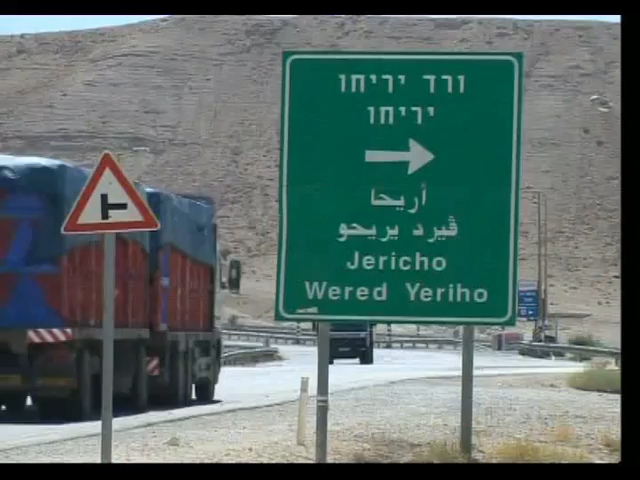 ורד יריחו
יריחו
أريحا
ڤيرد يريحو
Jericho
Wered Yeriho